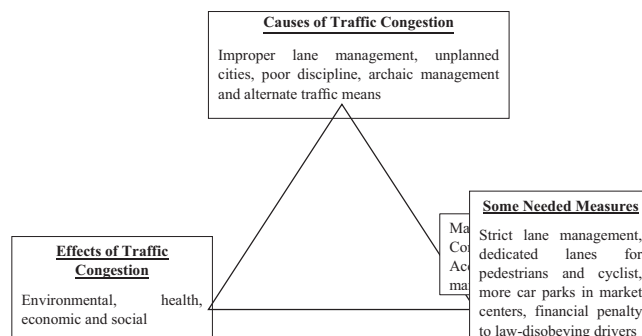 Causes of Traffic Congestion
Improper lane management, unplanned
cities, poor discipline, archaic management
and alternate traffic means
Effects of Traffic
Congestion
Environmental, health,
economic and social
Some Needed Measures
Strict lane management,
dedicated lanes for
pedestrians and cyclist,
more car parks in market
centers, financial penalty
to law-disobeying drivers